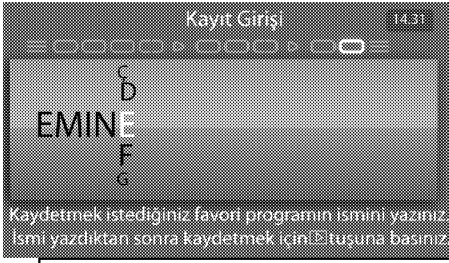 Kayıt Girişi 14.31
C
D
EMINE
F
G
Kaydetmek istediğiniz favori programın ismini yazınız.
İsmi yazdıktan sonra kaydetmek için tuşuna basınız.